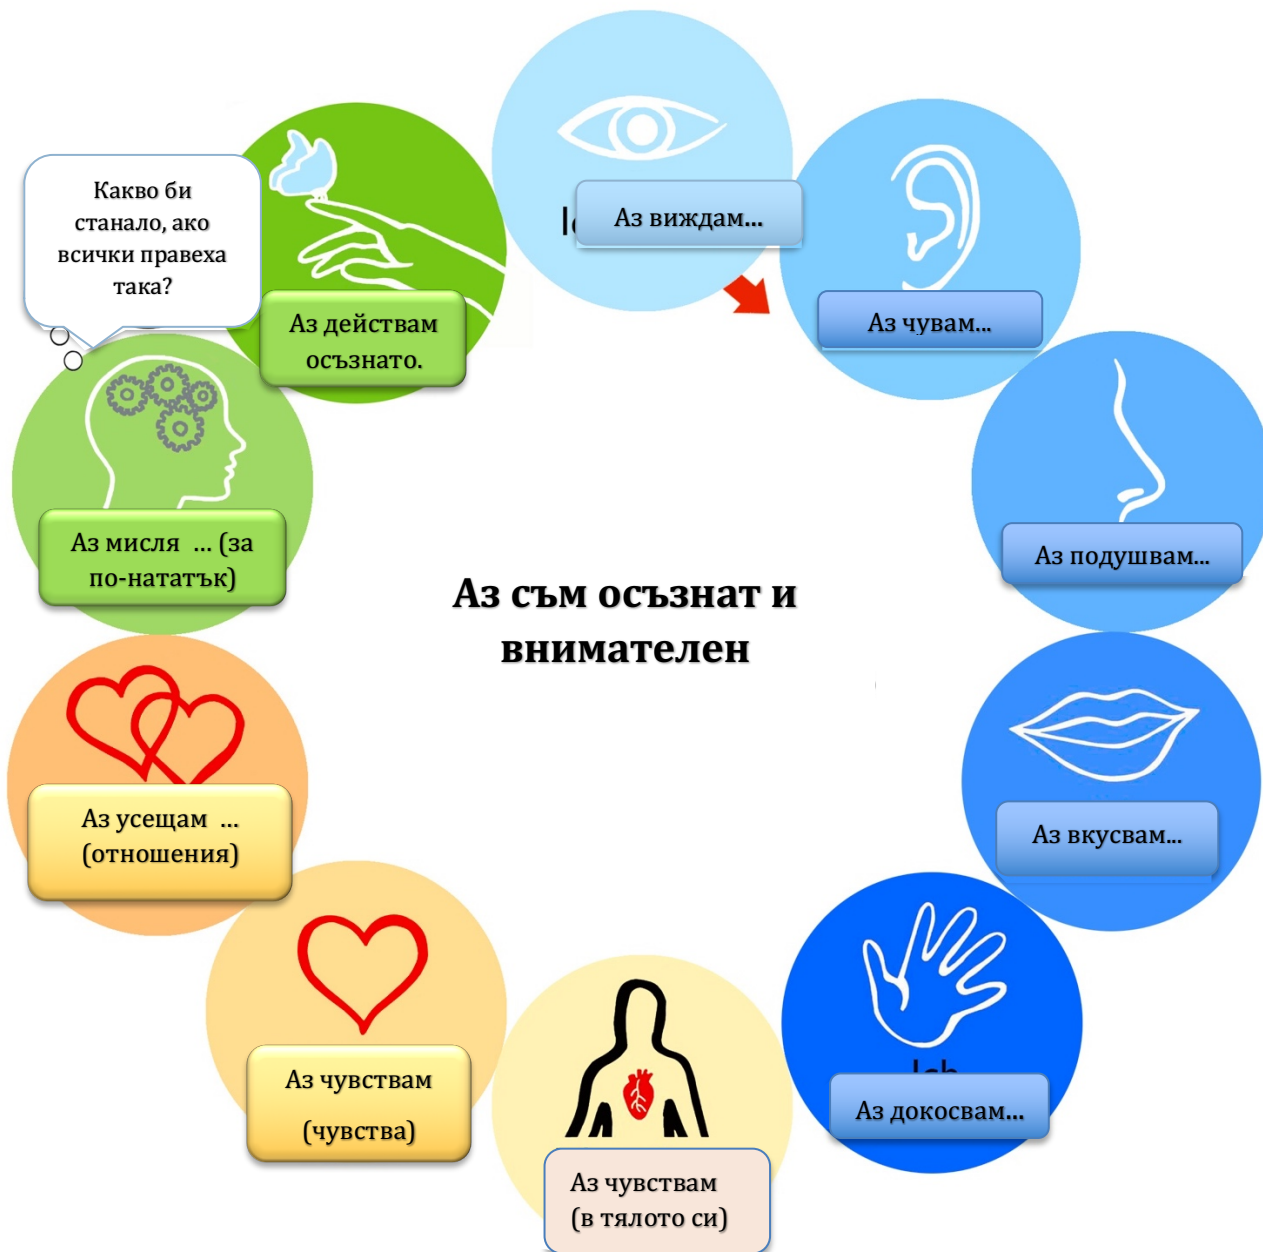 Аз виждам...
Аз чувам...
Аз подушвам...
Аз вкусвам...
Ich
Аз докосвам...
Аз чувствам
(в тялото си)
Аз чувствам
(чувства)
Аз усещам ...
(отношения)
Аз мисля ... (за
по-нататък)
Какво би
станало, ако
всички правеха
така?
Аз действам
осъзнато.
Аз съм осъзнат и
внимателен